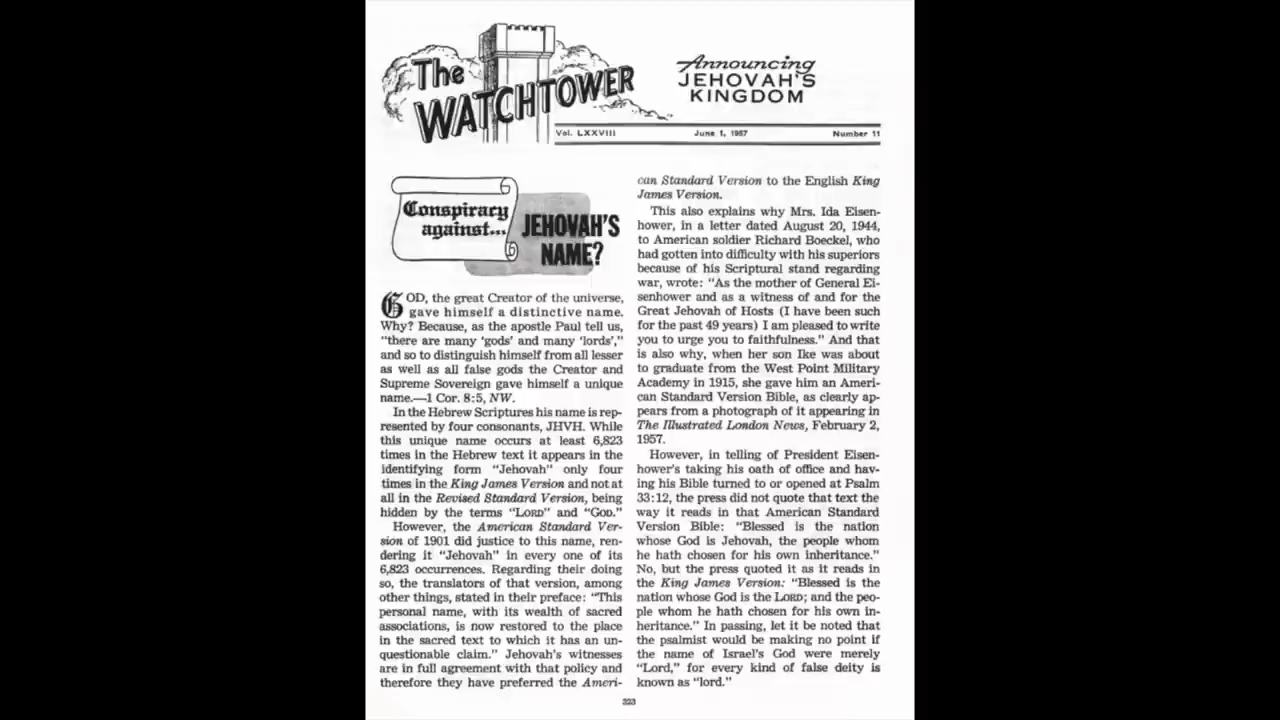 The
WATCHTOWER
Announcing
JEHOVAH'S
KINGDOM
Vol. LXXVIII June 1, 1957 Number 11
Conspiracy
against...
JEHOVAH'S
NAME?
GOD, the great Creator of the universe,
gave himself a distinctive name.
Why? Because, as the apostle Paul tell us,
"there are many 'gods' and many 'lords',"
and so to distinguish himself from all lesser
as well as all false gods the Creator and
Supreme Sovereign gave himself a unique
name.—1 Cor. 8:5, NW.
In the Hebrew Scriptures his name is rep-
resented by four consonants, JHVH. While
this unique name occurs at least 6,823
times in the Hebrew text it appears in the
identifying form "Jehovah" only four
times in the King James Version and not at
all in the Revised Standard Version, being
hidden by the terms "LORD" and "GOD."
However, the American Standard Ver-
sion of 1901 did justice to this name, ren-
dering it "Jehovah" in every one of its
6,823 occurrences. Regarding their doing
so, the translators of that version, among
other things, stated in their preface: "This
personal name, with its wealth of sacred
associations, is now restored to the place
in the sacred text to which it has an un-
questionable claim." Jehovah's witnesses
are in full agreement with that policy and
therefore they have preferred the Ameri-
can Standard Version to the English King
James Version.
This also explains why Mrs. Ida Eisen-
hower, in a letter dated August 20, 1944,
to American soldier Richard Boeckel, who
had gotten into difficulty with his superiors
because of his Scriptural stand regarding
war, wrote: "As the mother of General Ei-
senhower and as a witness of and for the
Great Jehovah of Hosts (I have been such
for the past 49 years) I am pleased to write
you to urge you to faithfulness." And that
is also why, when her son Ike was about
to graduate from the West Point Military
Academy in 1915, she gave him an Ameri-
can Standard Version Bible, as clearly ap-
pears from a photograph of it appearing in
The Illustrated London News, February 2,
1957.
However, in telling of President Eisen-
hower's taking his oath of office and hav-
ing his Bible turned to or opened at Psalm
33:12, the press did not quote that text the
way it reads in that American Standard
Version Bible: "Blessed is the nation
whose God is Jehovah, the people whom
he hath chosen for his own inheritance."
No, but the press quoted it as it reads in
the King James Version: "Blessed is the
nation whose God is the LORD; and the peo-
ple whom he hath chosen for his own in-
heritance." In passing, let it be noted that
the psalmist would be making no point if
the name of Israel's God were merely
"Lord," for every kind of false deity is
known as "lord."
323